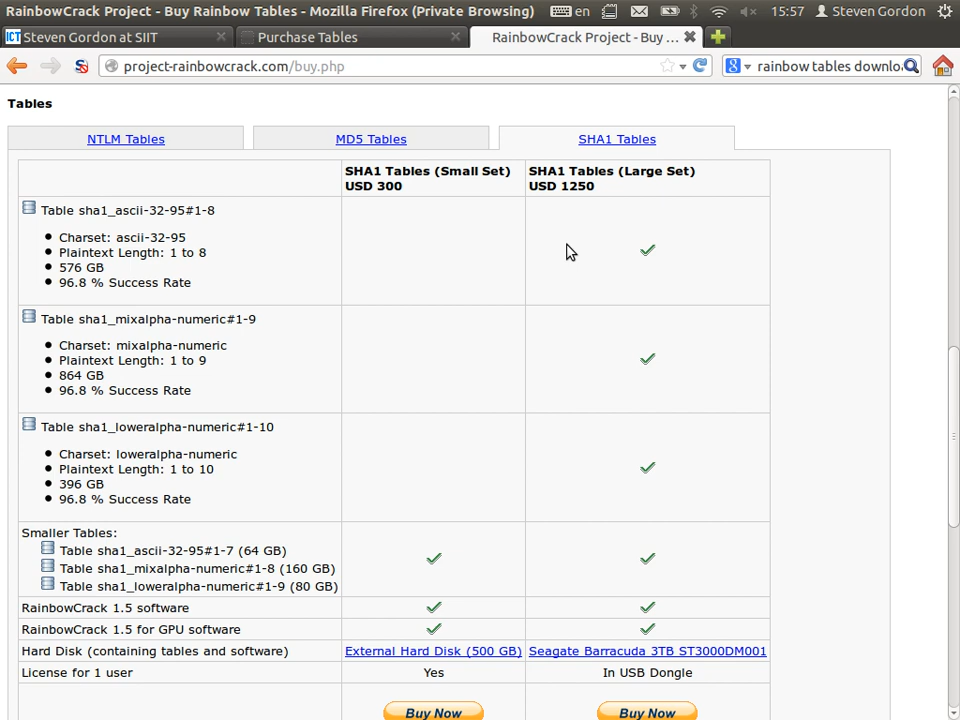 RainbowCrack Project - Buy Rainbow Tables - Mozilla Firefox (Private Browsing)
en
15:57
Steven Gordon
ICT
Steven Gordon at SIIT
Purchase Tables
RainbowCrack Project - Buy ...
project-rainbowcrack.com/buy.php
8
rainbow tables downlo
Tables
NTLM Tables
MD5 Tables
SHA1 Tables
SHA1 Tables (Small Set)
USD 300
SHA1 Tables (Large Set)
USD 1250
Table sha1_ascii-32-95#1-8
Charset: ascii-32-95
Plaintext Length: 1 to 8
576 GB
96.8 % Success Rate
Table sha1_mixalpha-numeric#1-9
Charset: mixalpha-numeric
Plaintext Length: 1 to 9
864 GB
96.8 % Success Rate
Table sha1_loweralpha-numeric#1-10
Charset: loweralpha-numeric
Plaintext Length: 1 to 10
396 GB
96.8 % Success Rate
Smaller Tables:
Table sha1_ascii-32-95#1-7 (64 GB)
Table sha1_mixalpha-numeric#1-8 (160 GB)
Table sha1_loweralpha-numeric#1-9 (80 GB)
RainbowCrack 1.5 software
RainbowCrack 1.5 for GPU software
Hard Disk (containing tables and software)
External Hard Disk (500 GB)
Seagate Barracuda 3TB ST3000DM001
License for 1 user
Yes
In USB Dongle
Buy Now
Buy Now